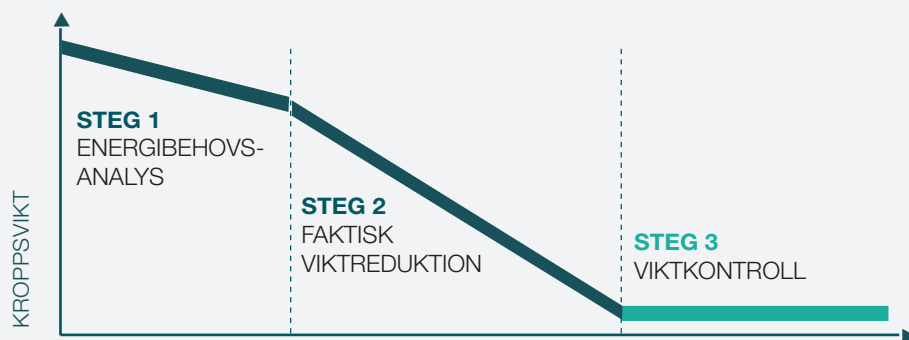 STEG 1
ENERGIBEHOVS-
ANALYS
STEG 2
FAKTISK
VIKTREDUKTION
STEG 3
VIKTKONTROLL
KROPPSVIKT